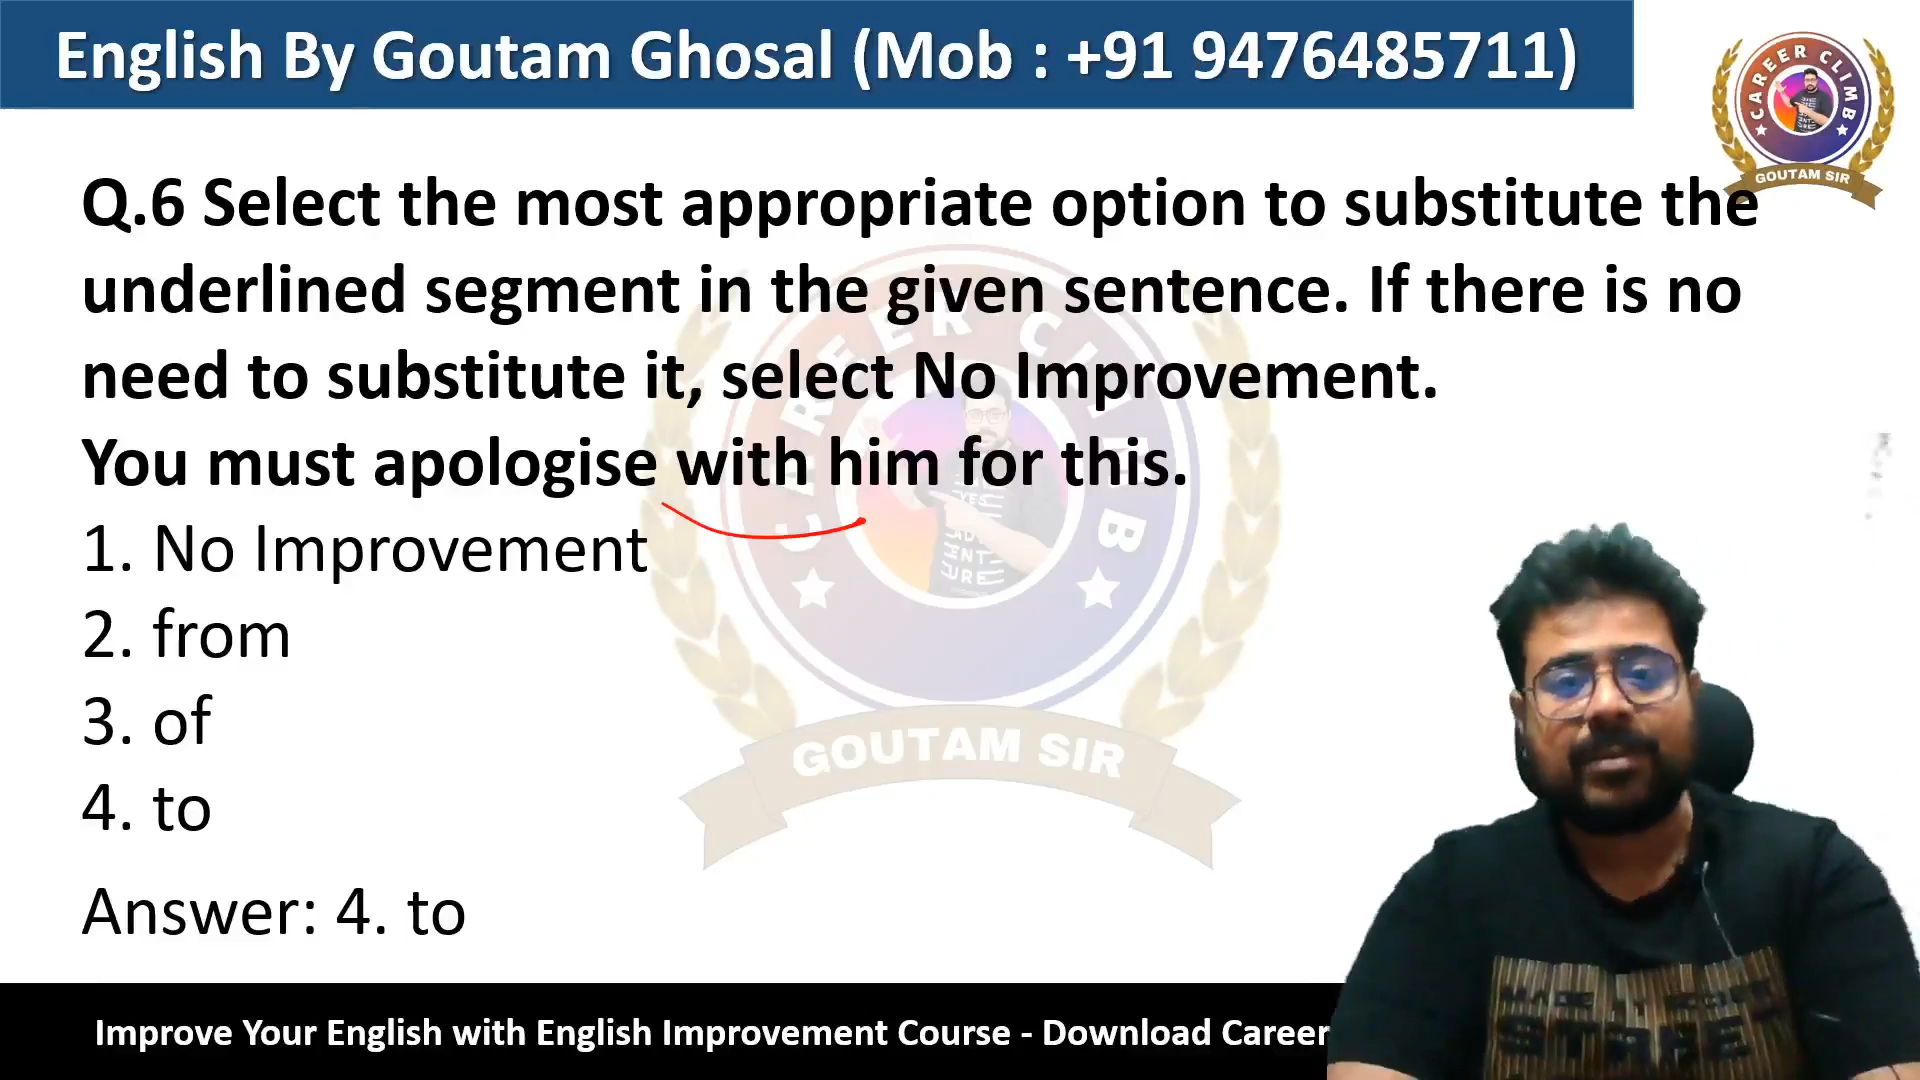 English By Goutam Ghosal (Mob : +91 9476485711)
CAREER CLIMB
GOUTAM SIR
Q.6 Select the most appropriate option to substitute the
underlined segment in the given sentence. If there is no
need to substitute it, select No Improvement.
You must apologise with him for this.
1. No Improvement
2. from
3. of
4. to
Answer: 4. to
CAREER CLIMB
GOUTAM SIR
Improve Your English with English Improvement Course - Download Career